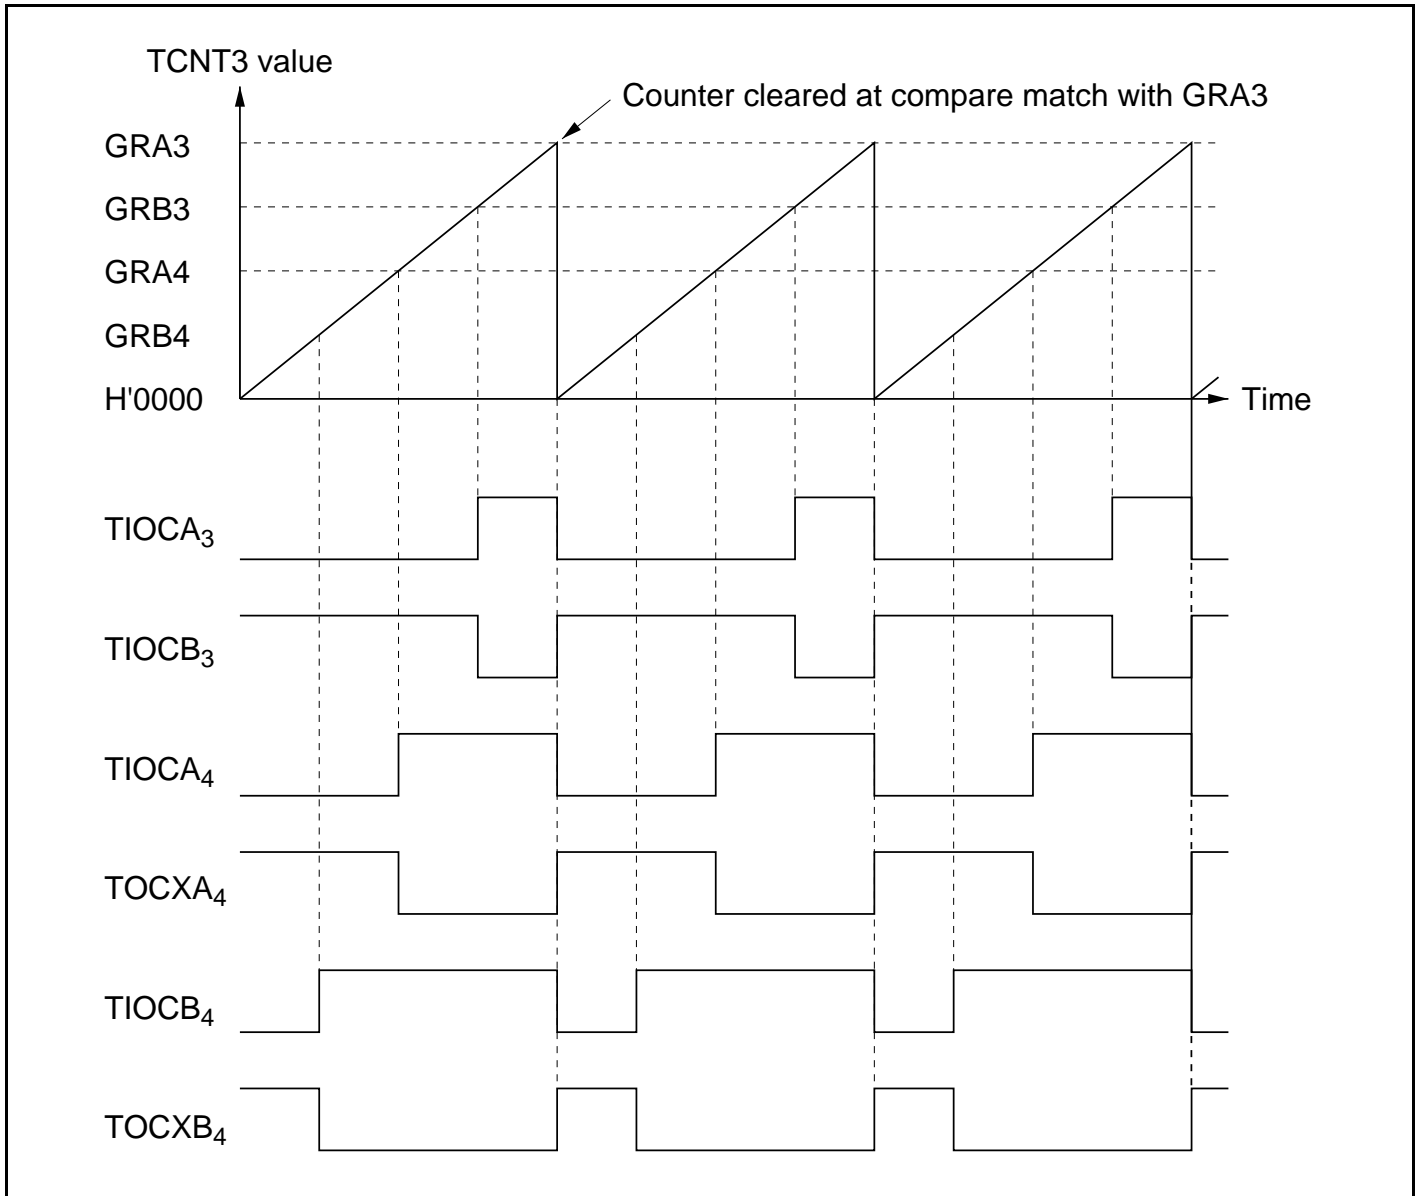 TCNT3 value
Counter cleared at compare match with GRA3
GRA3
GRB3
GRA4
GRB4
H'0000
Time
TIOCA3
TIOCB3
TIOCA4
TOCXA4
TIOCB4
TOCXB4